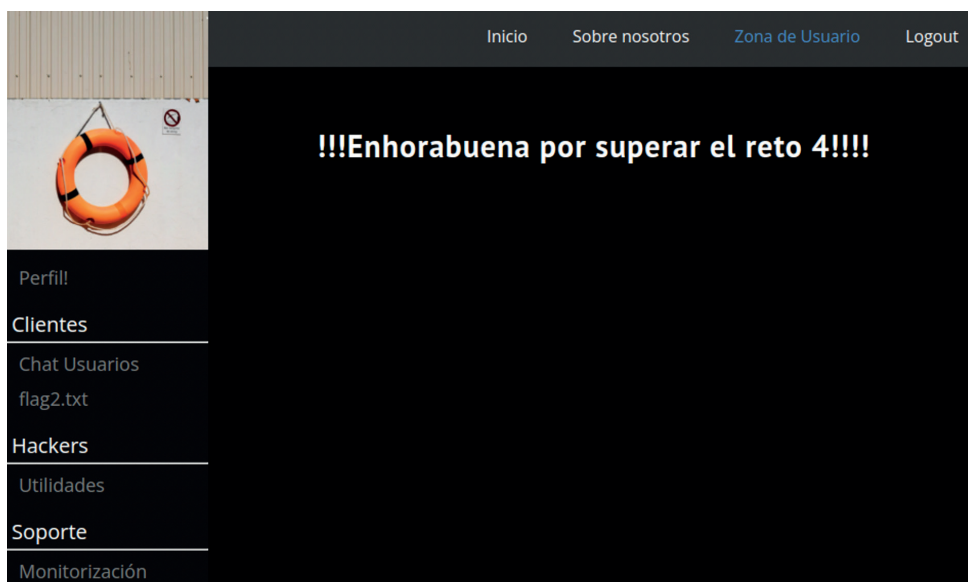 Inicio Sobre nosotros Zona de Usuario Logout
!!!Enhorabuena por superar el reto 4!!!!
Perfil!
Clientes
Chat Usuarios
flag2.txt
Hackers
Utilidades
Soporte
Monitorización